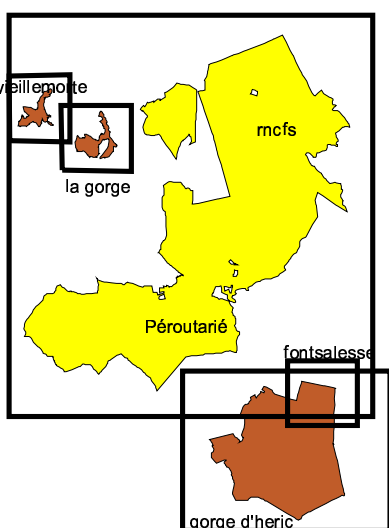 vieillemorte
rncfs
la gorge
Péroutarié
fontsalesse
gorge d'heric